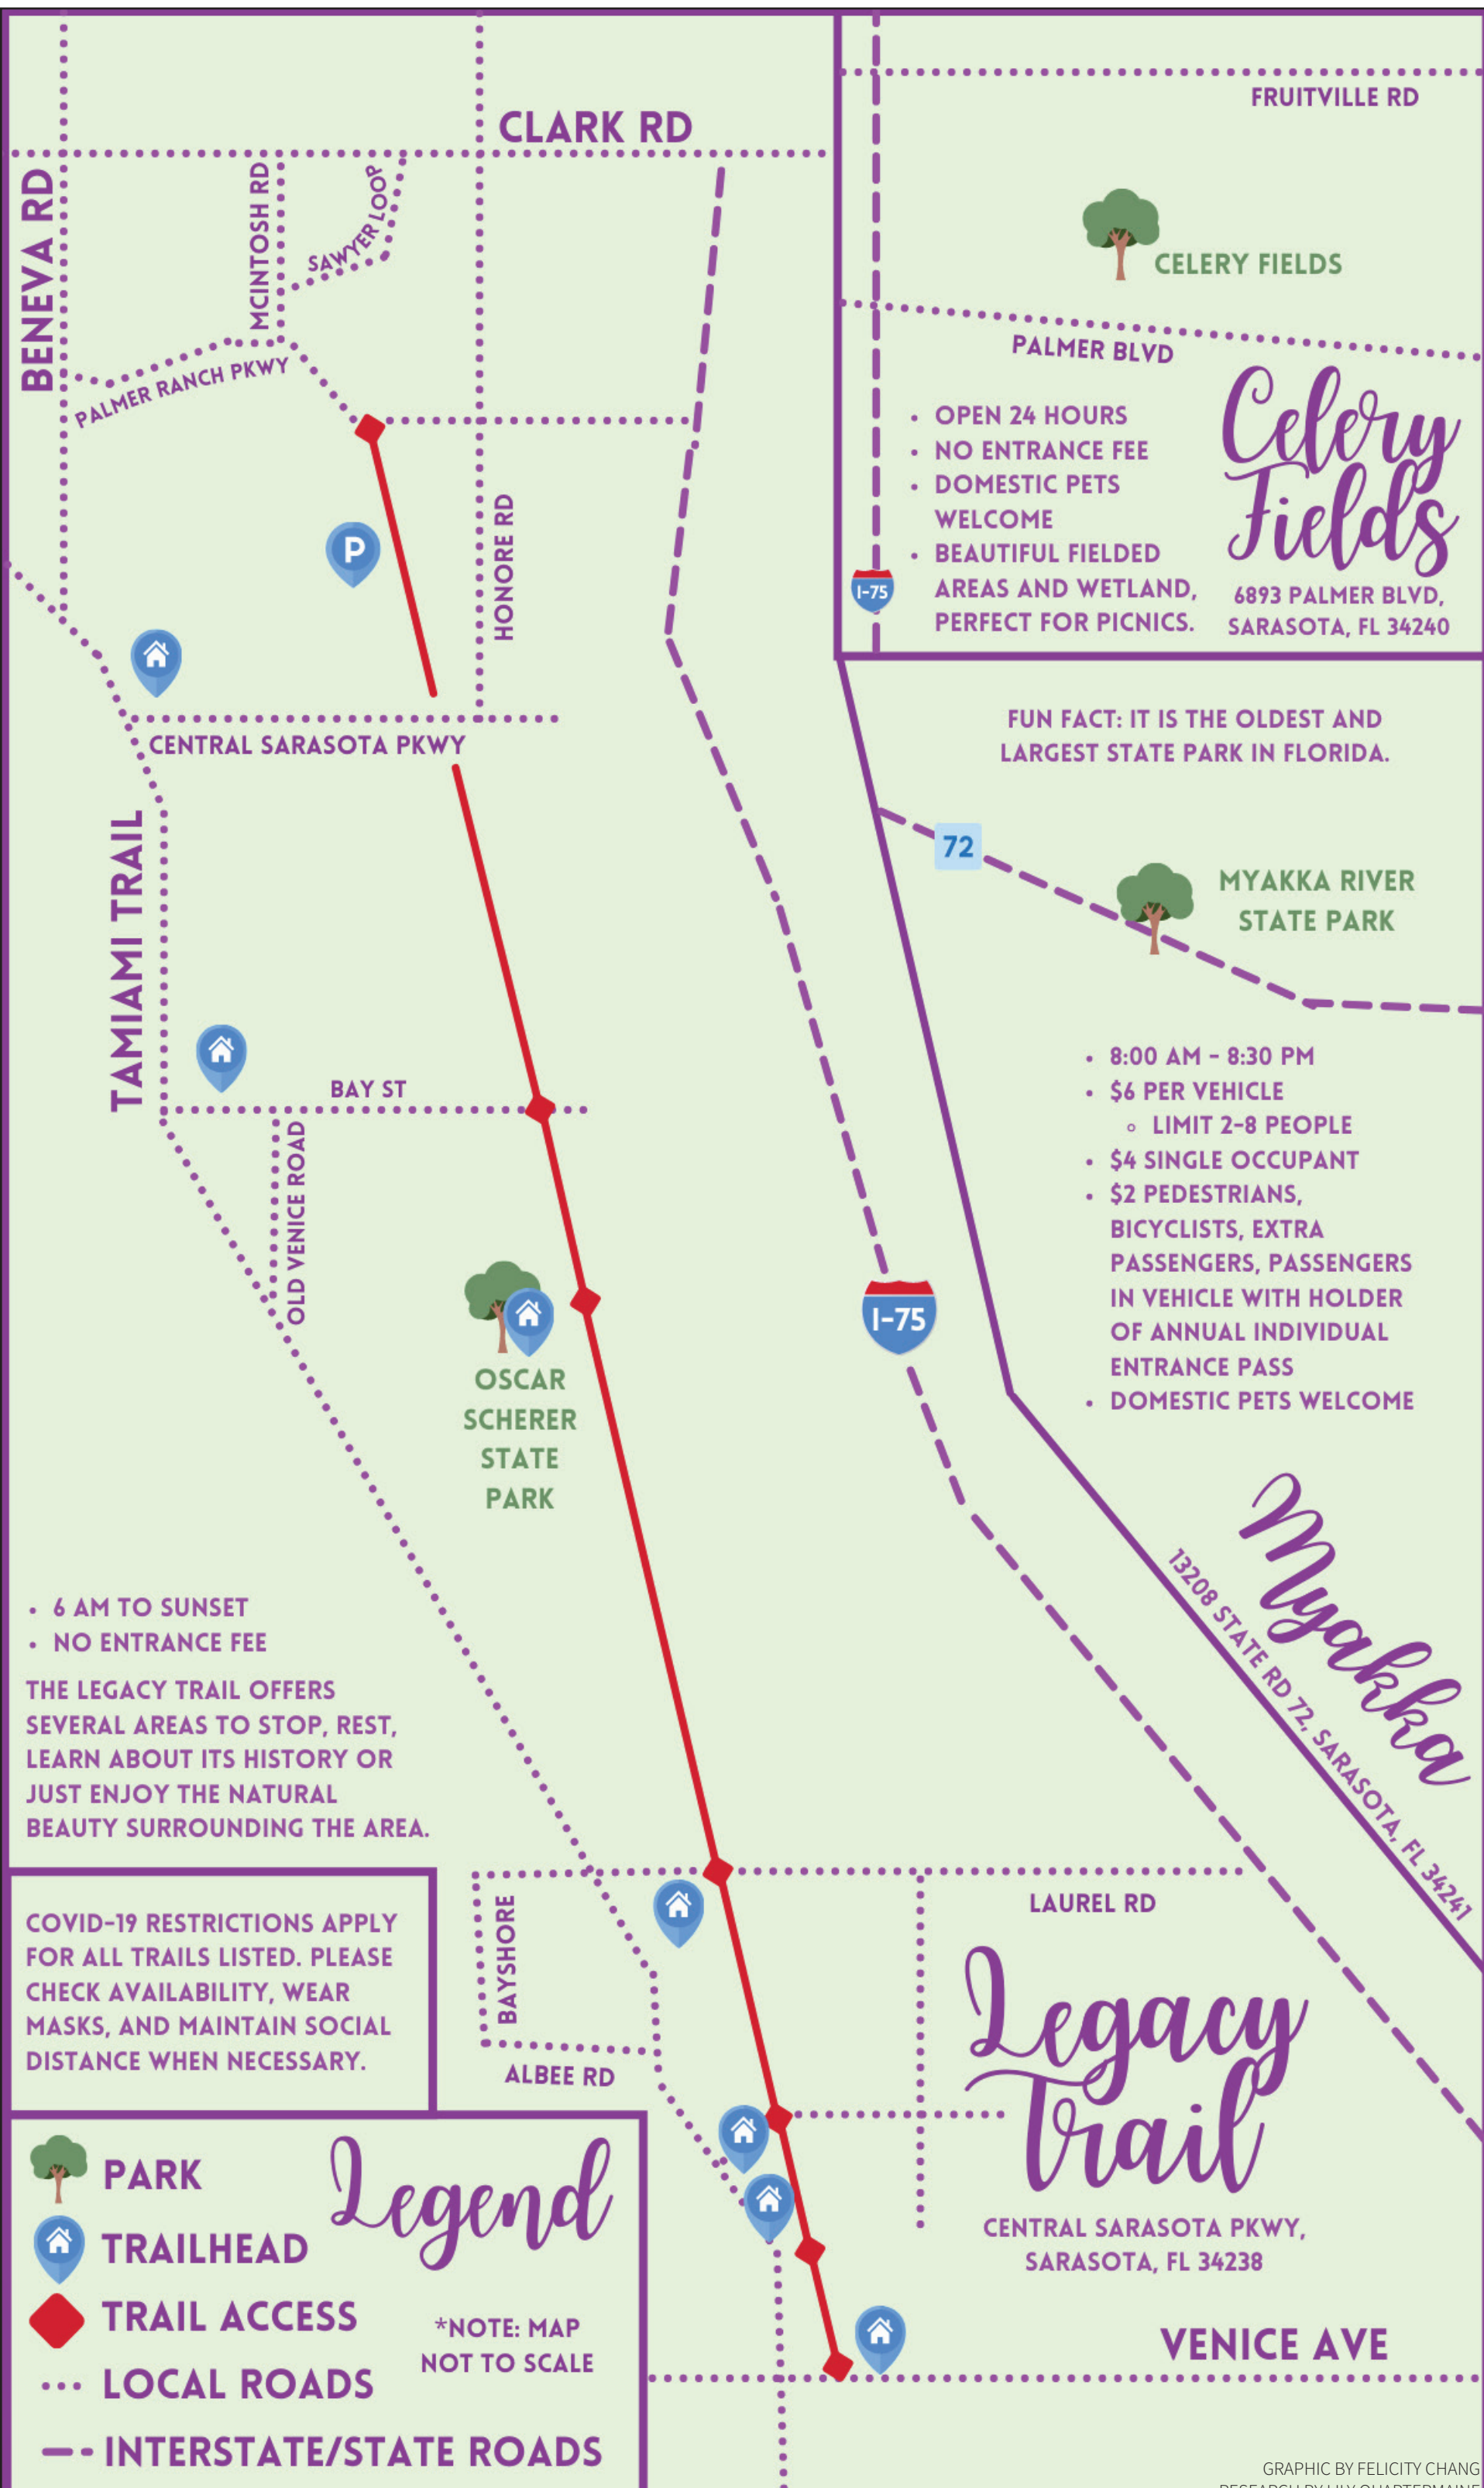 CLARK RD
BENEVA RD
MCINTOSH RD
SAWYER LOOP
PALMER RANCH PKWY
P
HONORE RD
CENTRAL SARASOTA PKWY
TAMIAMI TRAIL
BAY ST
OLD VENICE ROAD
OSCAR
SCHERER
STATE
PARK
I-75
FRUITVILLE RD
CELERY FIELDS
PALMER BLVD
• OPEN 24 HOURS
• NO ENTRANCE FEE
• DOMESTIC PETS
WELCOME
• BEAUTIFUL FIELDED
AREAS AND WETLAND,
PERFECT FOR PICNICS.
I-75
Celery
Fields
6893 PALMER BLVD,
SARASOTA, FL 34240
FUN FACT: IT IS THE OLDEST AND
LARGEST STATE PARK IN FLORIDA.
72
MYAKKA RIVER
STATE PARK
• 8:00 AM - 8:30 PM
• $6 PER VEHICLE
◦ LIMIT 2-8 PEOPLE
• $4 SINGLE OCCUPANT
• $2 PEDESTRIANS,
BICYCLISTS, EXTRA
PASSENGERS, PASSENGERS
IN VEHICLE WITH HOLDER
OF ANNUAL INDIVIDUAL
ENTRANCE PASS
• DOMESTIC PETS WELCOME
Myakka
13208 STATE RD 72, SARASOTA, FL 34241
• 6 AM TO SUNSET
• NO ENTRANCE FEE
THE LEGACY TRAIL OFFERS
SEVERAL AREAS TO STOP, REST,
LEARN ABOUT ITS HISTORY OR
JUST ENJOY THE NATURAL
BEAUTY SURROUNDING THE AREA.
COVID-19 RESTRICTIONS APPLY
FOR ALL TRAILS LISTED. PLEASE
CHECK AVAILABILITY, WEAR
MASKS, AND MAINTAIN SOCIAL
DISTANCE WHEN NECESSARY.
BAYSHORE
ALBEE RD
LAUREL RD
Legacy
Trail
CENTRAL SARASOTA PKWY,
SARASOTA, FL 34238
VENICE AVE
Legend
PARK
TRAILHEAD
TRAIL ACCESS
LOCAL ROADS
INTERSTATE/STATE ROADS
*NOTE: MAP
NOT TO SCALE
GRAPHIC BY FELICITY CHANG
RESEARCH BY LILY QUARTERMAINE